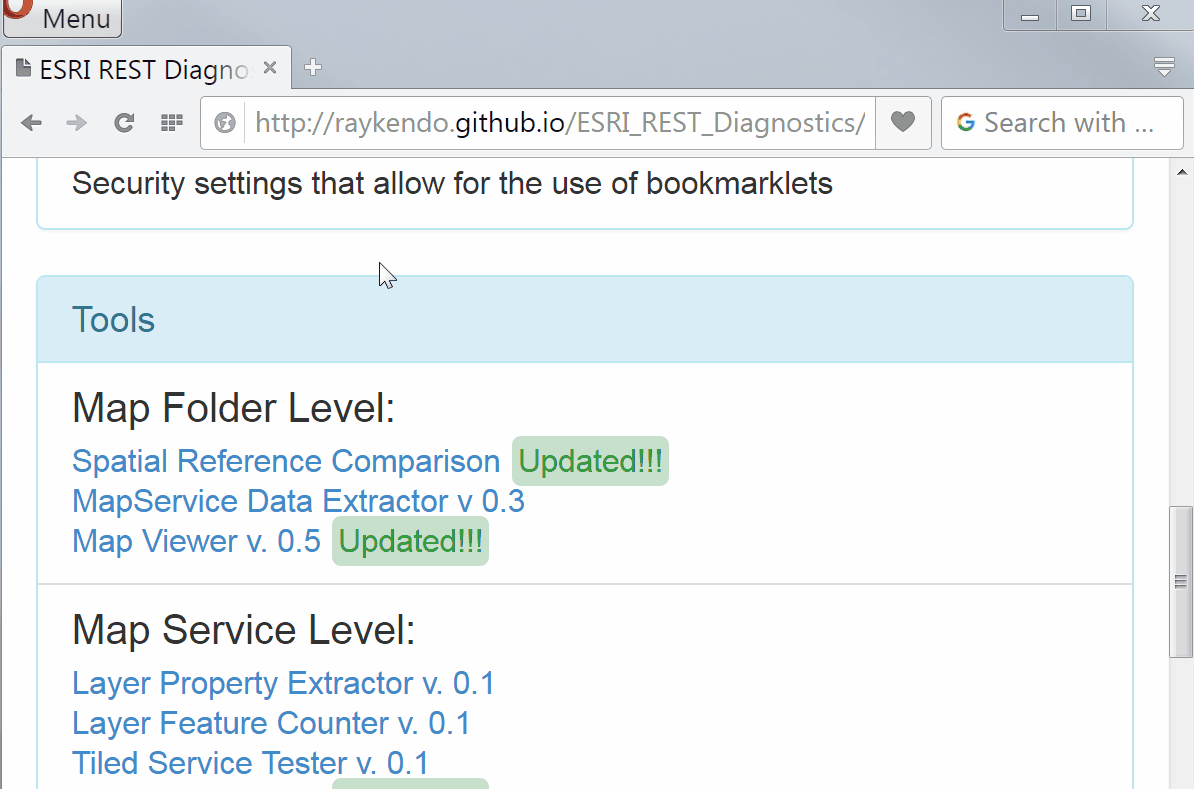 Menu
ESRI REST Diagno
http://raykendo.github.io/ESRI_REST_Diagnostics/
Search with ...
Security settings that allow for the use of bookmarklets
Tools
Map Folder Level:
Spatial Reference Comparison Updated!!!
MapService Data Extractor v 0.3
Map Viewer v. 0.5 Updated!!!
Map Service Level:
Layer Property Extractor v. 0.1
Layer Feature Counter v. 0.1
Tiled Service Tester v. 0.1